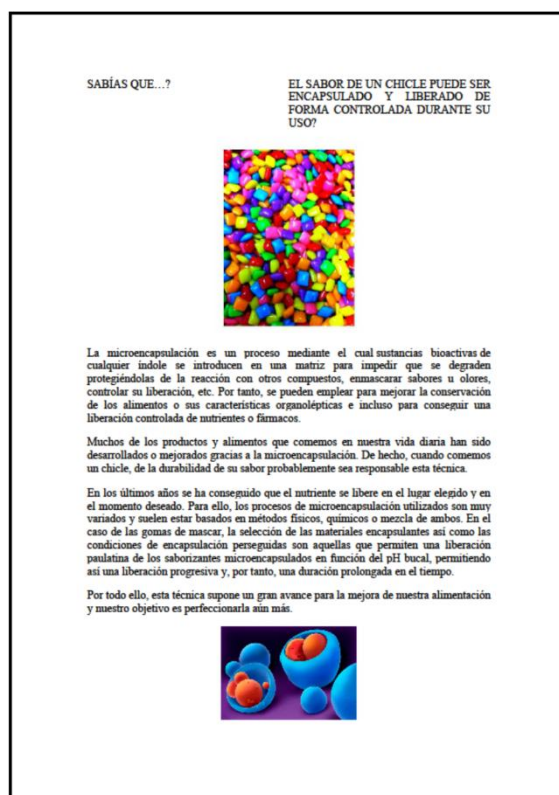 SABÍAS QUE…?
EL SABOR DE UN CHICLE PUEDE SER
ENCAPSULADO Y LIBERADO DE
FORMA CONTROLADA DURANTE SU
USO?
La microencapsulación es un proceso mediante el cual sustancias bioactivas de
cualquier índole se introducen en una matriz para impedir que se degraden
protegiéndolas de la reacción con otros compuestos, enmascarar sabores u olores,
controlar su liberación, etc. Por tanto, se pueden emplear para mejorar la conservación
de los alimentos o sus características organolépticas e incluso para conseguir una
liberación controlada de nutrientes o fármacos.
Muchos de los productos y alimentos que comemos en nuestra vida diaria han sido
desarrollados o mejorados gracias a la microencapsulación. De hecho, cuando comemos
un chicle, de la durabilidad de su sabor probablemente sea responsable esta técnica.
En los últimos años se ha conseguido que el nutriente se libere en el lugar elegido y en
el momento deseado. Para ello, los procesos de microencapsulación utilizados son muy
variados y suelen estar basados en métodos físicos, químicos o mezcla de ambos. En el
caso de las gomas de mascar, la selección de las materiales encapsulantes así como las
condiciones de encapsulación perseguidas son aquellas que permiten una liberación
paulatina de los saborizantes microencapsulados en función del pH bucal, permitiendo
así una liberación progresiva y, por tanto, una duración prolongada en el tiempo.
Por todo ello, esta técnica supone un gran avance para la mejora de nuestra alimentación
y nuestro objetivo es perfeccionarla aún más.